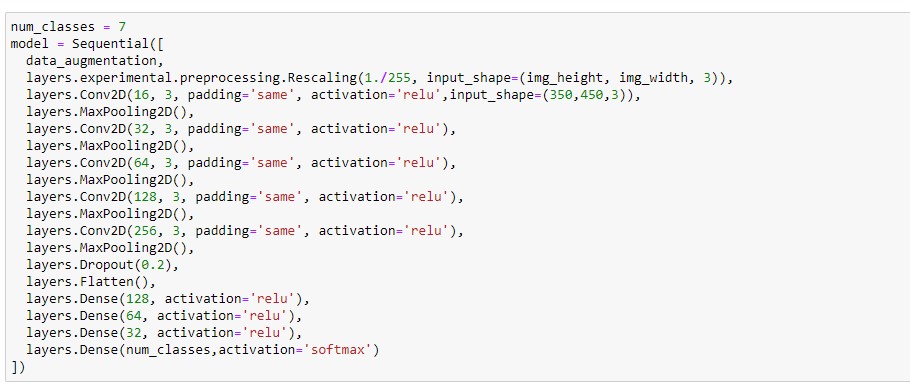 num_classes = 7
model = Sequential([
  data_augmentation,
  layers.experimental.preprocessing.Rescaling(1./255, input_shape=(img_height, img_width, 3)),
  layers.Conv2D(16, 3, padding='same', activation='relu',input_shape=(350,450,3)),
  layers.MaxPooling2D(),
  layers.Conv2D(32, 3, padding='same', activation='relu'),
  layers.MaxPooling2D(),
  layers.Conv2D(64, 3, padding='same', activation='relu'),
  layers.MaxPooling2D(),
  layers.Conv2D(128, 3, padding='same', activation='relu'),
  layers.MaxPooling2D(),
  layers.Conv2D(256, 3, padding='same', activation='relu'),
  layers.MaxPooling2D(),
  layers.Dropout(0.2),
  layers.Flatten(),
  layers.Dense(128, activation='relu'),
  layers.Dense(64, activation='relu'),
  layers.Dense(32, activation='relu'),
  layers.Dense(num_classes,activation='softmax')
])